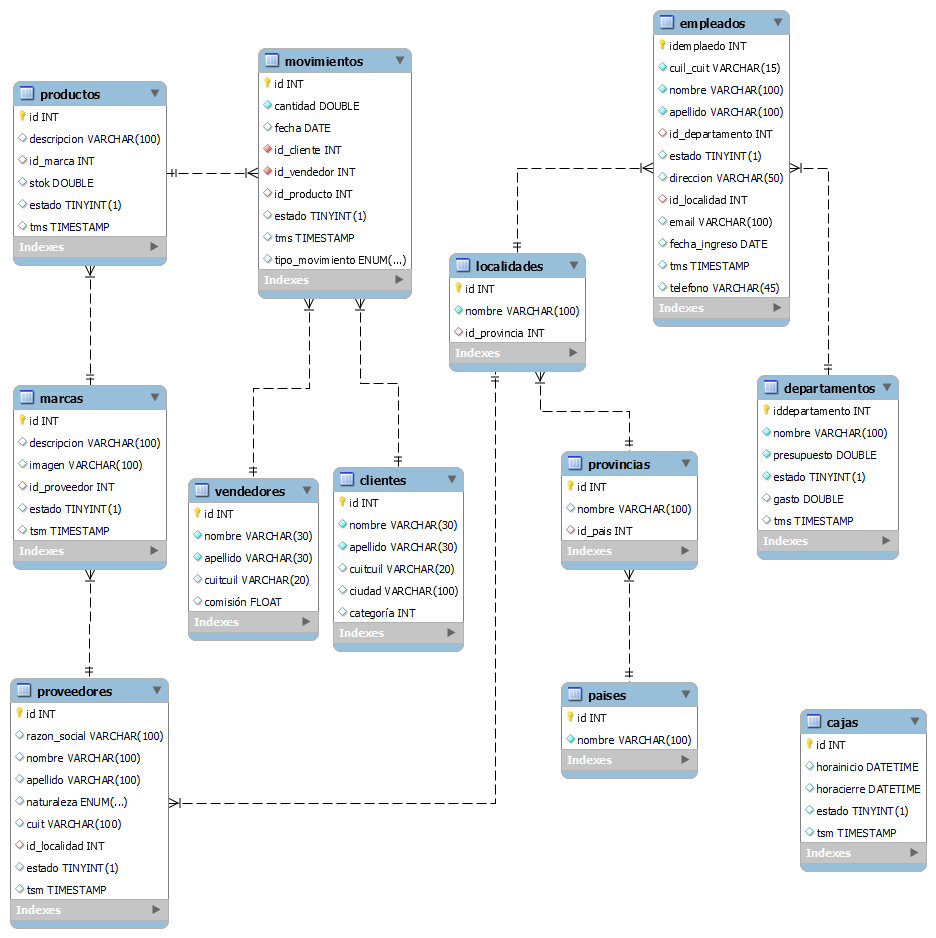 productos
id INT
descripcion VARCHAR(100)
id_marca INT
stok DOUBLE
estado TINYINT(1)
tms TIMESTAMP
Indexes
movimientos
id INT
cantidad DOUBLE
fecha DATE
id_cliente INT
id_vendedor INT
id_producto INT
estado TINYINT(1)
tms TIMESTAMP
tipo_movimiento ENUM(...)
Indexes
empleados
idemplaedo INT
cuil_cuit VARCHAR(15)
nombre VARCHAR(100)
apellido VARCHAR(100)
id_departamento INT
estado TINYINT(1)
direccion VARCHAR(50)
id_localidad INT
email VARCHAR(100)
fecha_ingreso DATE
tms TIMESTAMP
telefono VARCHAR(45)
Indexes
localidades
id INT
nombre VARCHAR(100)
id_provincia INT
Indexes
departamentos
iddepartamento INT
nombre VARCHAR(100)
presupuesto DOUBLE
estado TINYINT(1)
gasto DOUBLE
tms TIMESTAMP
Indexes
marcas
id INT
descripcion VARCHAR(100)
imagen VARCHAR(100)
id_proveedor INT
estado TINYINT(1)
tsm TIMESTAMP
Indexes
vendedores
id INT
nombre VARCHAR(30)
apellido VARCHAR(30)
cuitcuil VARCHAR(20)
comisión FLOAT
Indexes
clientes
id INT
nombre VARCHAR(30)
apellido VARCHAR(30)
cuitcuil VARCHAR(20)
ciudad VARCHAR(100)
categoría INT
Indexes
provincias
id INT
nombre VARCHAR(100)
id_pais INT
Indexes
proveedores
id INT
razon_social VARCHAR(100)
nombre VARCHAR(100)
apellido VARCHAR(100)
naturaleza ENUM(...)
cuit VARCHAR(100)
id_localidad INT
estado TINYINT(1)
tsm TIMESTAMP
Indexes
paises
id INT
nombre VARCHAR(100)
Indexes
cajas
id INT
horainicio DATETIME
horacierre DATETIME
estado TINYINT(1)
tsm TIMESTAMP
Indexes